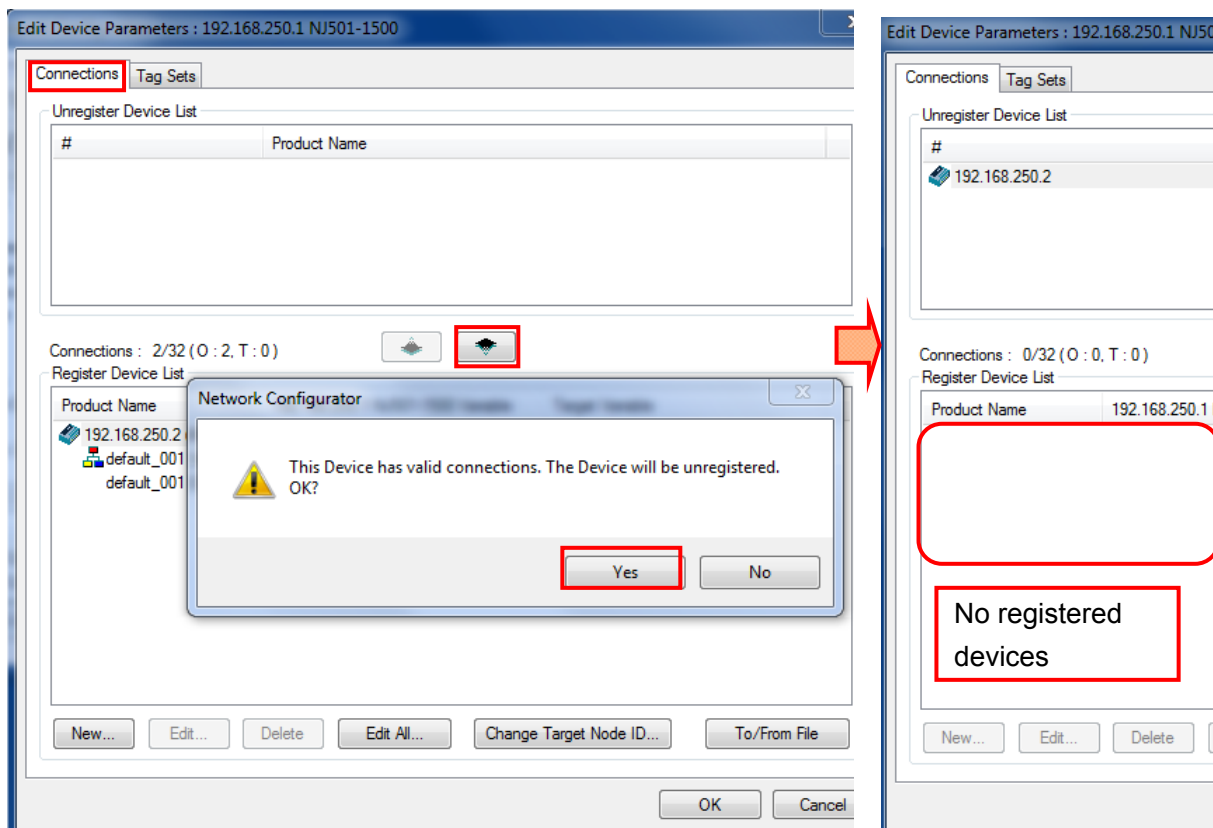 Edit Device Parameters : 192.168.250.1 NJ501-1500
Connections
Tag Sets
Unregister Device List
#
Product Name
Connections : 2/32 ( O : 2, T : 0 )
Register Device List
Product Name
192.168.250.2
default_001
default_001
Network Configurator
This Device has valid connections. The Device will be unregistered.
OK?
Yes
No
New...
Edit...
Delete
Edit All...
Change Target Node ID...
To/From File
OK
Cancel
Edit Device Parameters : 192.168.250.1 NJ50
Connections
Tag Sets
Unregister Device List
#
192.168.250.2
Connections : 0/32 ( O : 0, T : 0 )
Register Device List
Product Name
192.168.250.1
No registered
devices
New...
Edit...
Delete